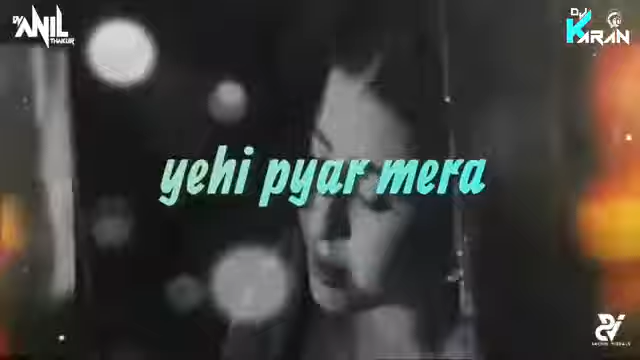 DJ
ANIL
THAKUR
DJ
KARAN
yehi pyar mera